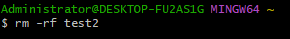 Administrator@DESKTOP-FU2AS1G MINGW64 ~
$ rm -rf test2